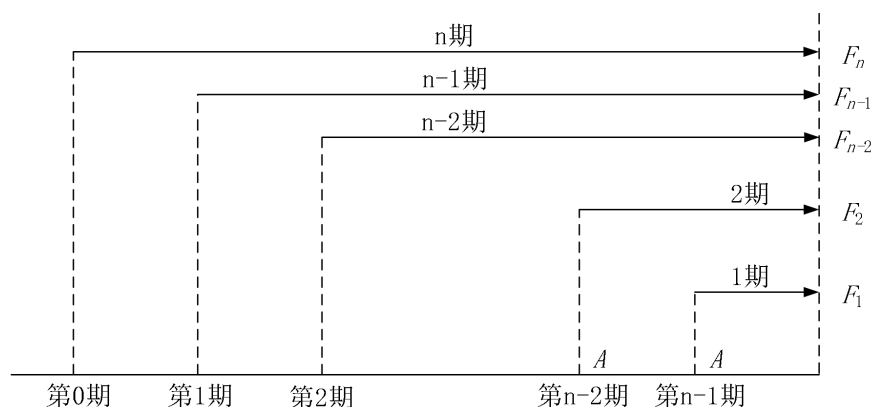 n期
F_n
n-1期
F_{n-1}
n-2期
F_{n-2}
2期
F_2
1期
F_1
A A
第0期 第1期 第2期 第n-2期 第n-1期